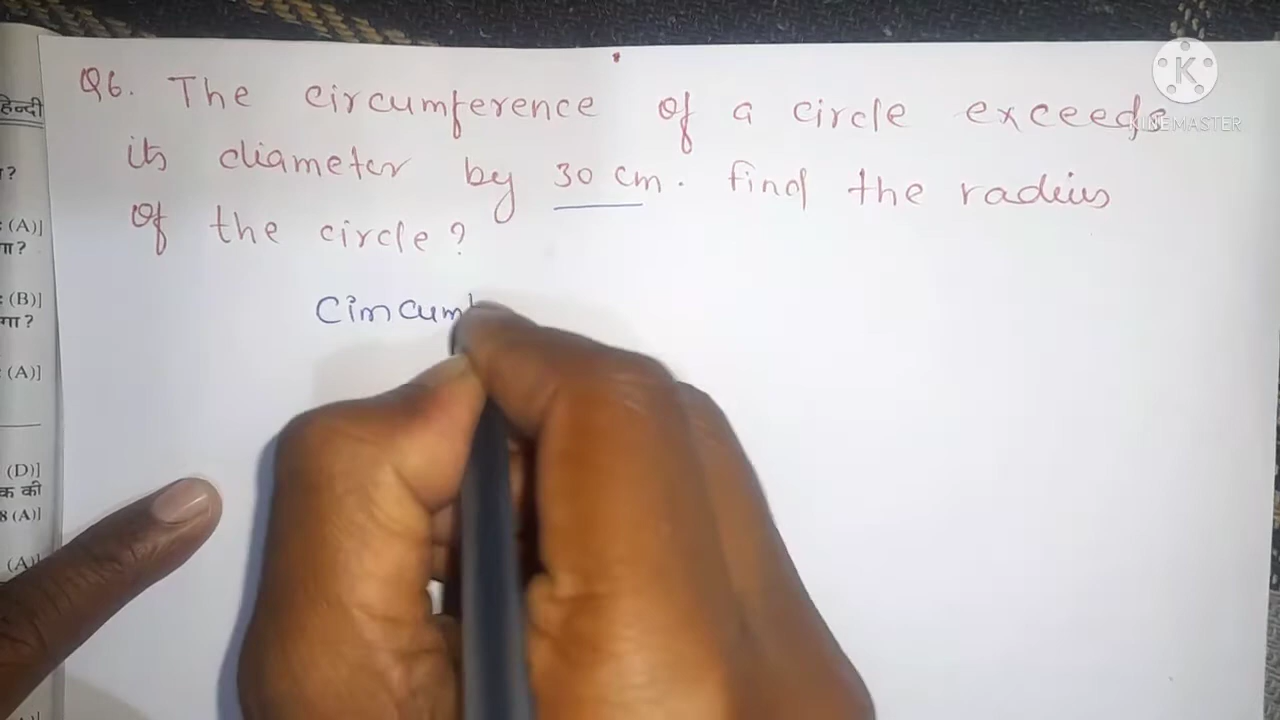 Q6. The circumference of a circle exceeds
its diameter by 30 cm. find the radius
of the circle?
Circum
K
KINEMASTER
हिन्दी
?
: (A)]
गा?
: (B)]
गा?
: (A)]
(D)]
क की
8 (A)]
(A)]